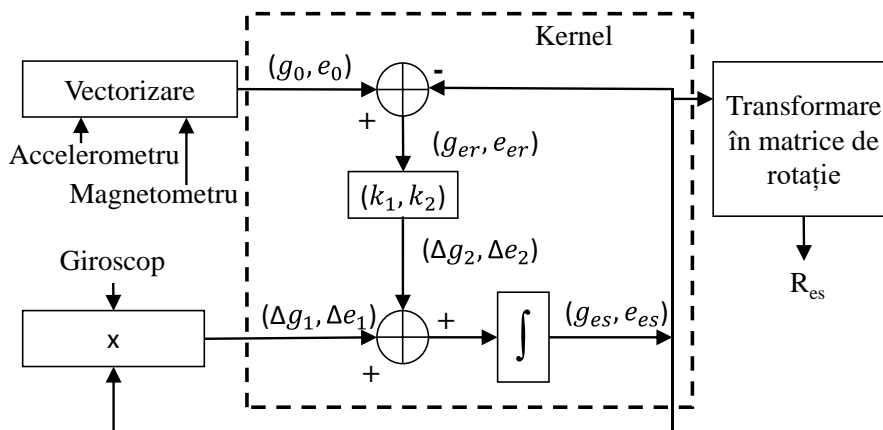 Kernel
(g₀, e₀)
-
Vectorizare
+
Transformare
în matrice de
rotație
Accelerometru
Magnetometru
(gₑᵣ, eₑᵣ)
(k₁, k₂)
Giroscop
(Δg₂, Δe₂)
Rₑₛ
(Δg₁, Δe₁)
+
(gₑₛ, eₑₛ)
x
∫
+